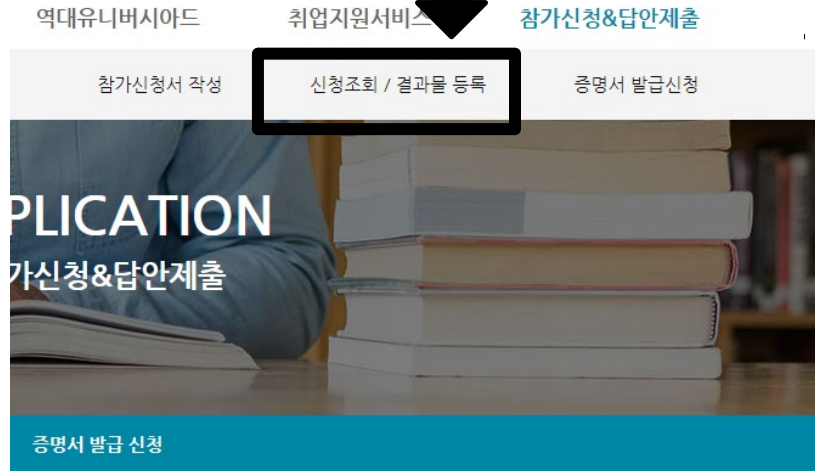 역대유니버시아드 취업지원서비스 참가신청&답안제출
참가신청서 작성 신청조회 / 결과물 등록 증명서 발급신청
PLICATION
가신청&답안제출
증명서 발급 신청